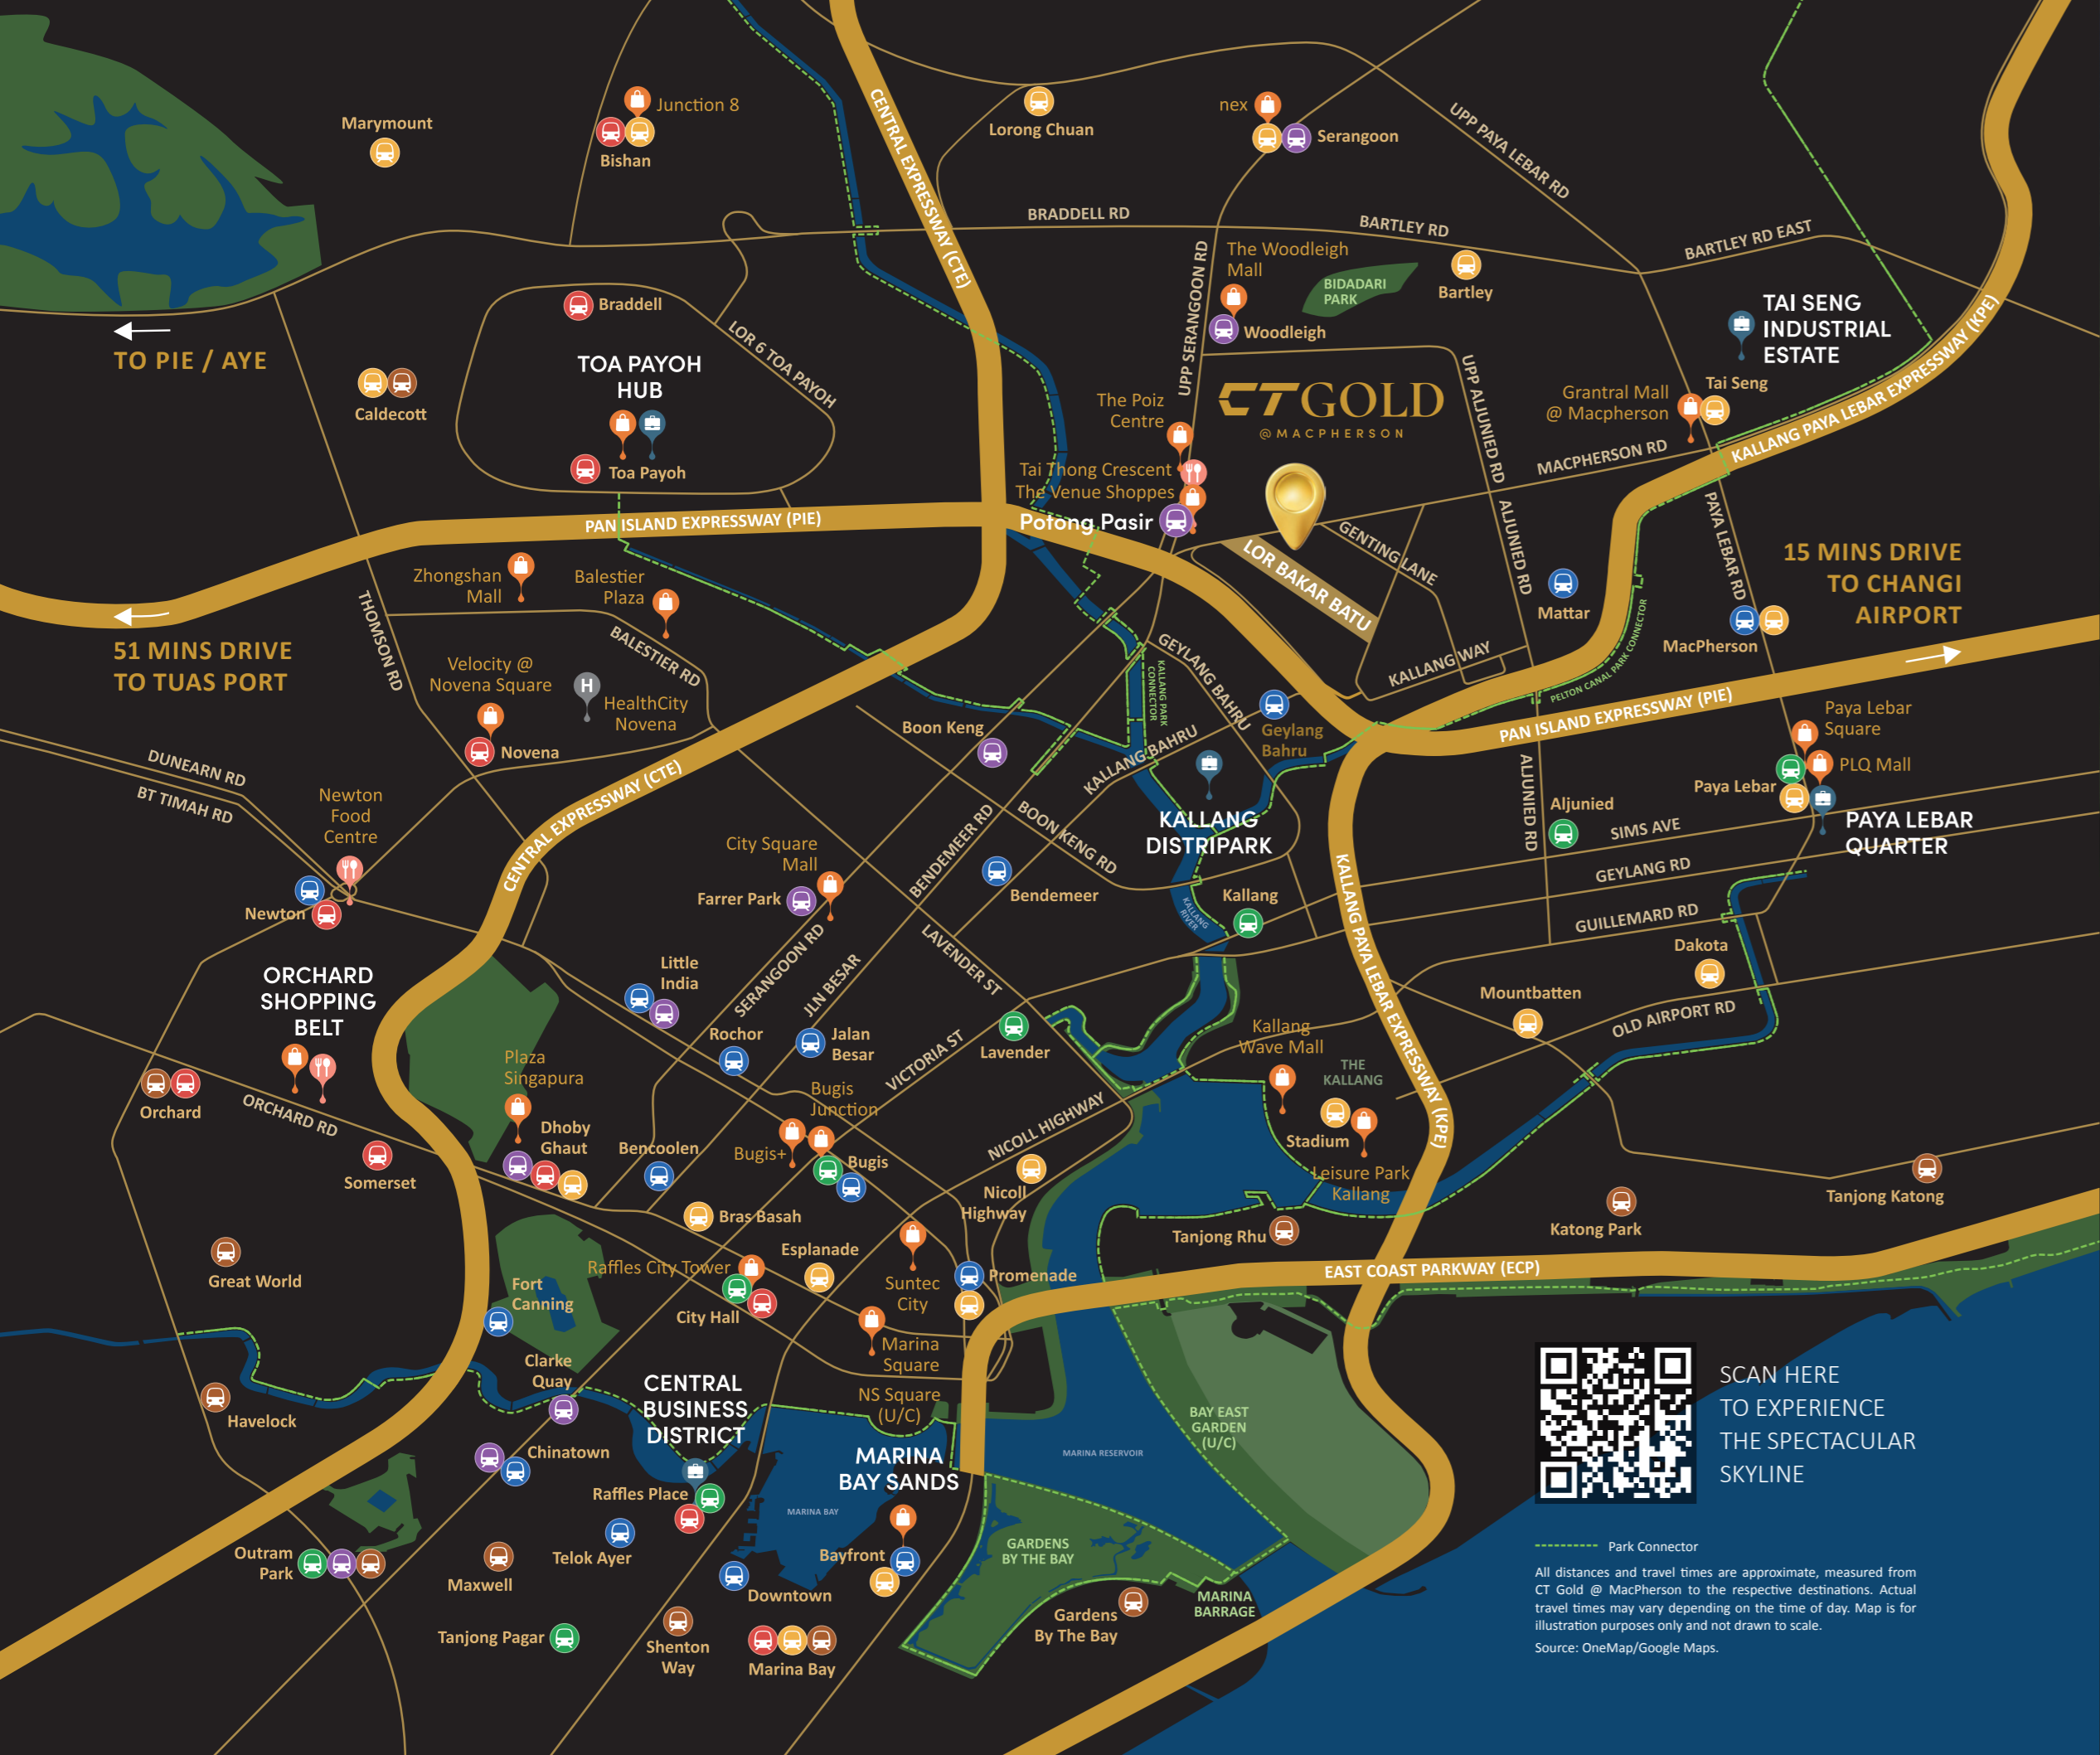 Marymount
Junction 8
Bishan
Lorong Chuan
nex
Serangoon
CENTRAL EXPRESSWAY (CTE)
UPP PAYA LEBAR RD
BRADDELL RD
BARTLEY RD
BARTLEY RD EAST
CENTRAL EXPRESSWAY (CTE)
UPP SERANGOON RD
The Woodleigh
Mall
BIDADARI
PARK
Bartley
Woodleigh
Braddell
LOR 6 TOA PAYOH
TO PIE / AYE
TAI SENG
INDUSTRIAL
ESTATE
KALLANG PAYA LEBAR EXPRESSWAY (KPE)
TOA PAYOH
HUB
Toa Payoh
Caldecott
CT GOLD
@MACPHERSON
UPP ALJUNIED RD
Grantral Mall
@ Macpherson
Tai Seng
The Poiz
Centre
Tai Thong Crescent
The Venue Shoppes
Potong Pasir
MACPHERSON RD
PAN ISLAND EXPRESSWAY (PIE)
LOR BAKAR BATU
GENTING LANE
ALJUNIED RD
PAYA LEBAR RD
15 MINS DRIVE
TO CHANGI
AIRPORT
Zhongshan
Mall
Balestier
Plaza
THOMSON RD
BALESTIER RD
Mattar
MacPherson
PELTON CANAL PARK CONNECTOR
51 MINS DRIVE
TO TUAS PORT
Velocity @
Novena Square
HealthCity
Novena
H
Novena
GEYLANG BAHRU
KALLANG PARK
CONNECTOR
KALLANG WAY
PAN ISLAND EXPRESSWAY (PIE)
Geylang
Bahru
Boon Keng
KALLANG BAHRU
Paya Lebar
Square
PLQ Mall
Paya Lebar
PAYA LEBAR
QUARTER
DUNEARN RD
BT TIMAH RD
Newton
Food
Centre
Newton
CENTRAL EXPRESSWAY (CTE)
KALLANG
DISTRIPARK
BOON KENG RD
BENDEMEER RD
ALJUNIED RD
Aljunied
SIMS AVE
GEYLANG RD
GUILLEMARD RD
City Square
Mall
Farrer Park
Bendemeer
Kallang
KALLANG
RIVER
KALLANG PAYA LEBAR EXPRESSWAY (KPE)
Dakota
Mountbatten
OLD AIRPORT RD
ORCHARD
SHOPPING
BELT
Little
India
SERANGOON RD
JLN BESAR
LAVENDER ST
Rochor
Jalan
Besar
VICTORIA ST
Lavender
Kallang
Wave Mall
THE
KALLANG
Stadium
Leisure Park
Kallang
Orchard
ORCHARD RD
Somerset
Plaza
Singapura
Dhoby
Ghaut
Bugis
Junction
Bugis+
Bugis
Bencoolen
NICOLL HIGHWAY
Nicoll
Highway
Tanjong Rhu
Katong Park
Tanjong Katong
Bras Basah
Esplanade
Raffles City Tower
City Hall
Suntec
City
Promenade
Marina
Square
EAST COAST PARKWAY (ECP)
Great World
Fort
Canning
Clarke
Quay
Havelock
Chinatown
CENTRAL
BUSINESS
DISTRICT
NS Square
(U/C)
MARINA
BAY SANDS
MARINA RESERVOIR
BAY EAST
GARDEN
(U/C)
Raffles Place
MARINA BAY
Bayfront
GARDENS
BY THE BAY
MARINA
BARRAGE
Gardens
By The Bay
Outram
Park
Maxwell
Telok Ayer
Downtown
Tanjong Pagar
Shenton
Way
Marina Bay
SCAN HERE
TO EXPERIENCE
THE SPECTACULAR
SKYLINE
Park Connector
All distances and travel times are approximate, measured from
CT Gold @ MacPherson to the respective destinations. Actual
travel times may vary depending on the time of day. Map is for
illustration purposes only and not drawn to scale.
Source: OneMap/Google Maps.